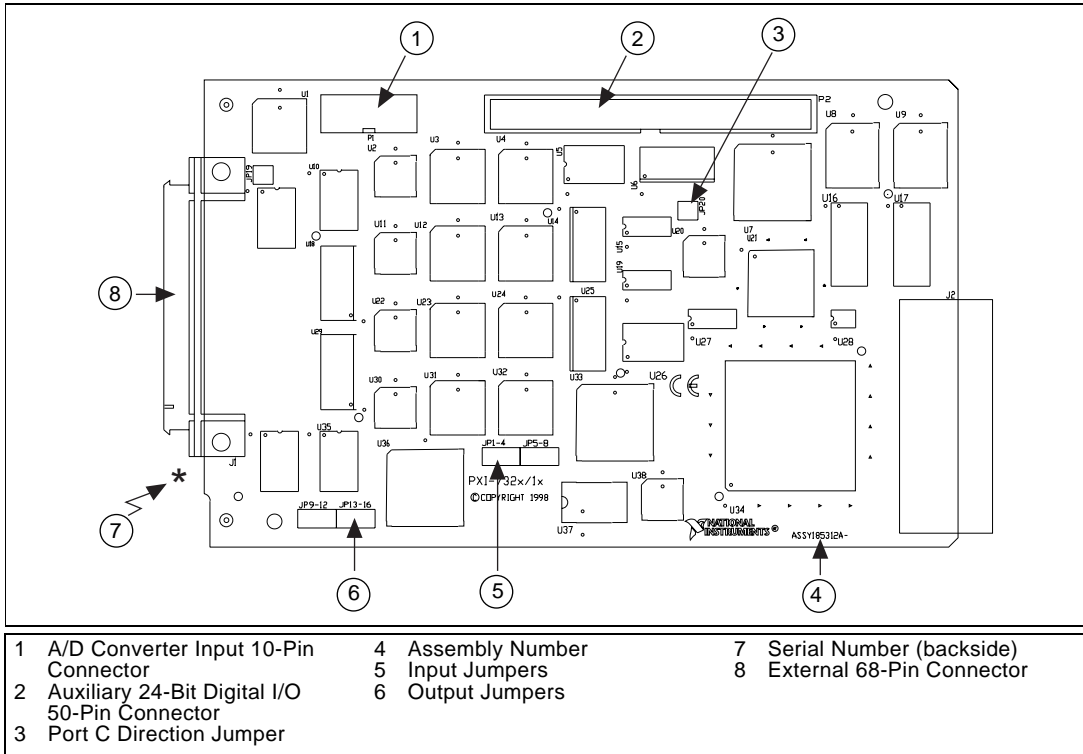 1
2
3
U1
P1
P2
U2
U3
U4
U5
U6
U8
U9
JP19
U10
JP20
U16
U17
U11
U12
U13
U14
U15
U20
U7
U21
U18
U19
J2
U22
U23
U24
U25
8
U29
U27
U28
U30
U31
U32
U33
U26
CE
U35
U36
JP1-4
JP5-8
J1
*
PXI-732x/1x
©COPYRIGHT 1998
U38
7
JP9-12
JP13-16
U37
U34
NATIONAL
INSTRUMENTS ®
ASSY185312A-
6
5
4
1 A/D Converter Input 10-Pin
Connector
2 Auxiliary 24-Bit Digital I/O
50-Pin Connector
3 Port C Direction Jumper
4 Assembly Number
5 Input Jumpers
6 Output Jumpers
7 Serial Number (backside)
8 External 68-Pin Connector